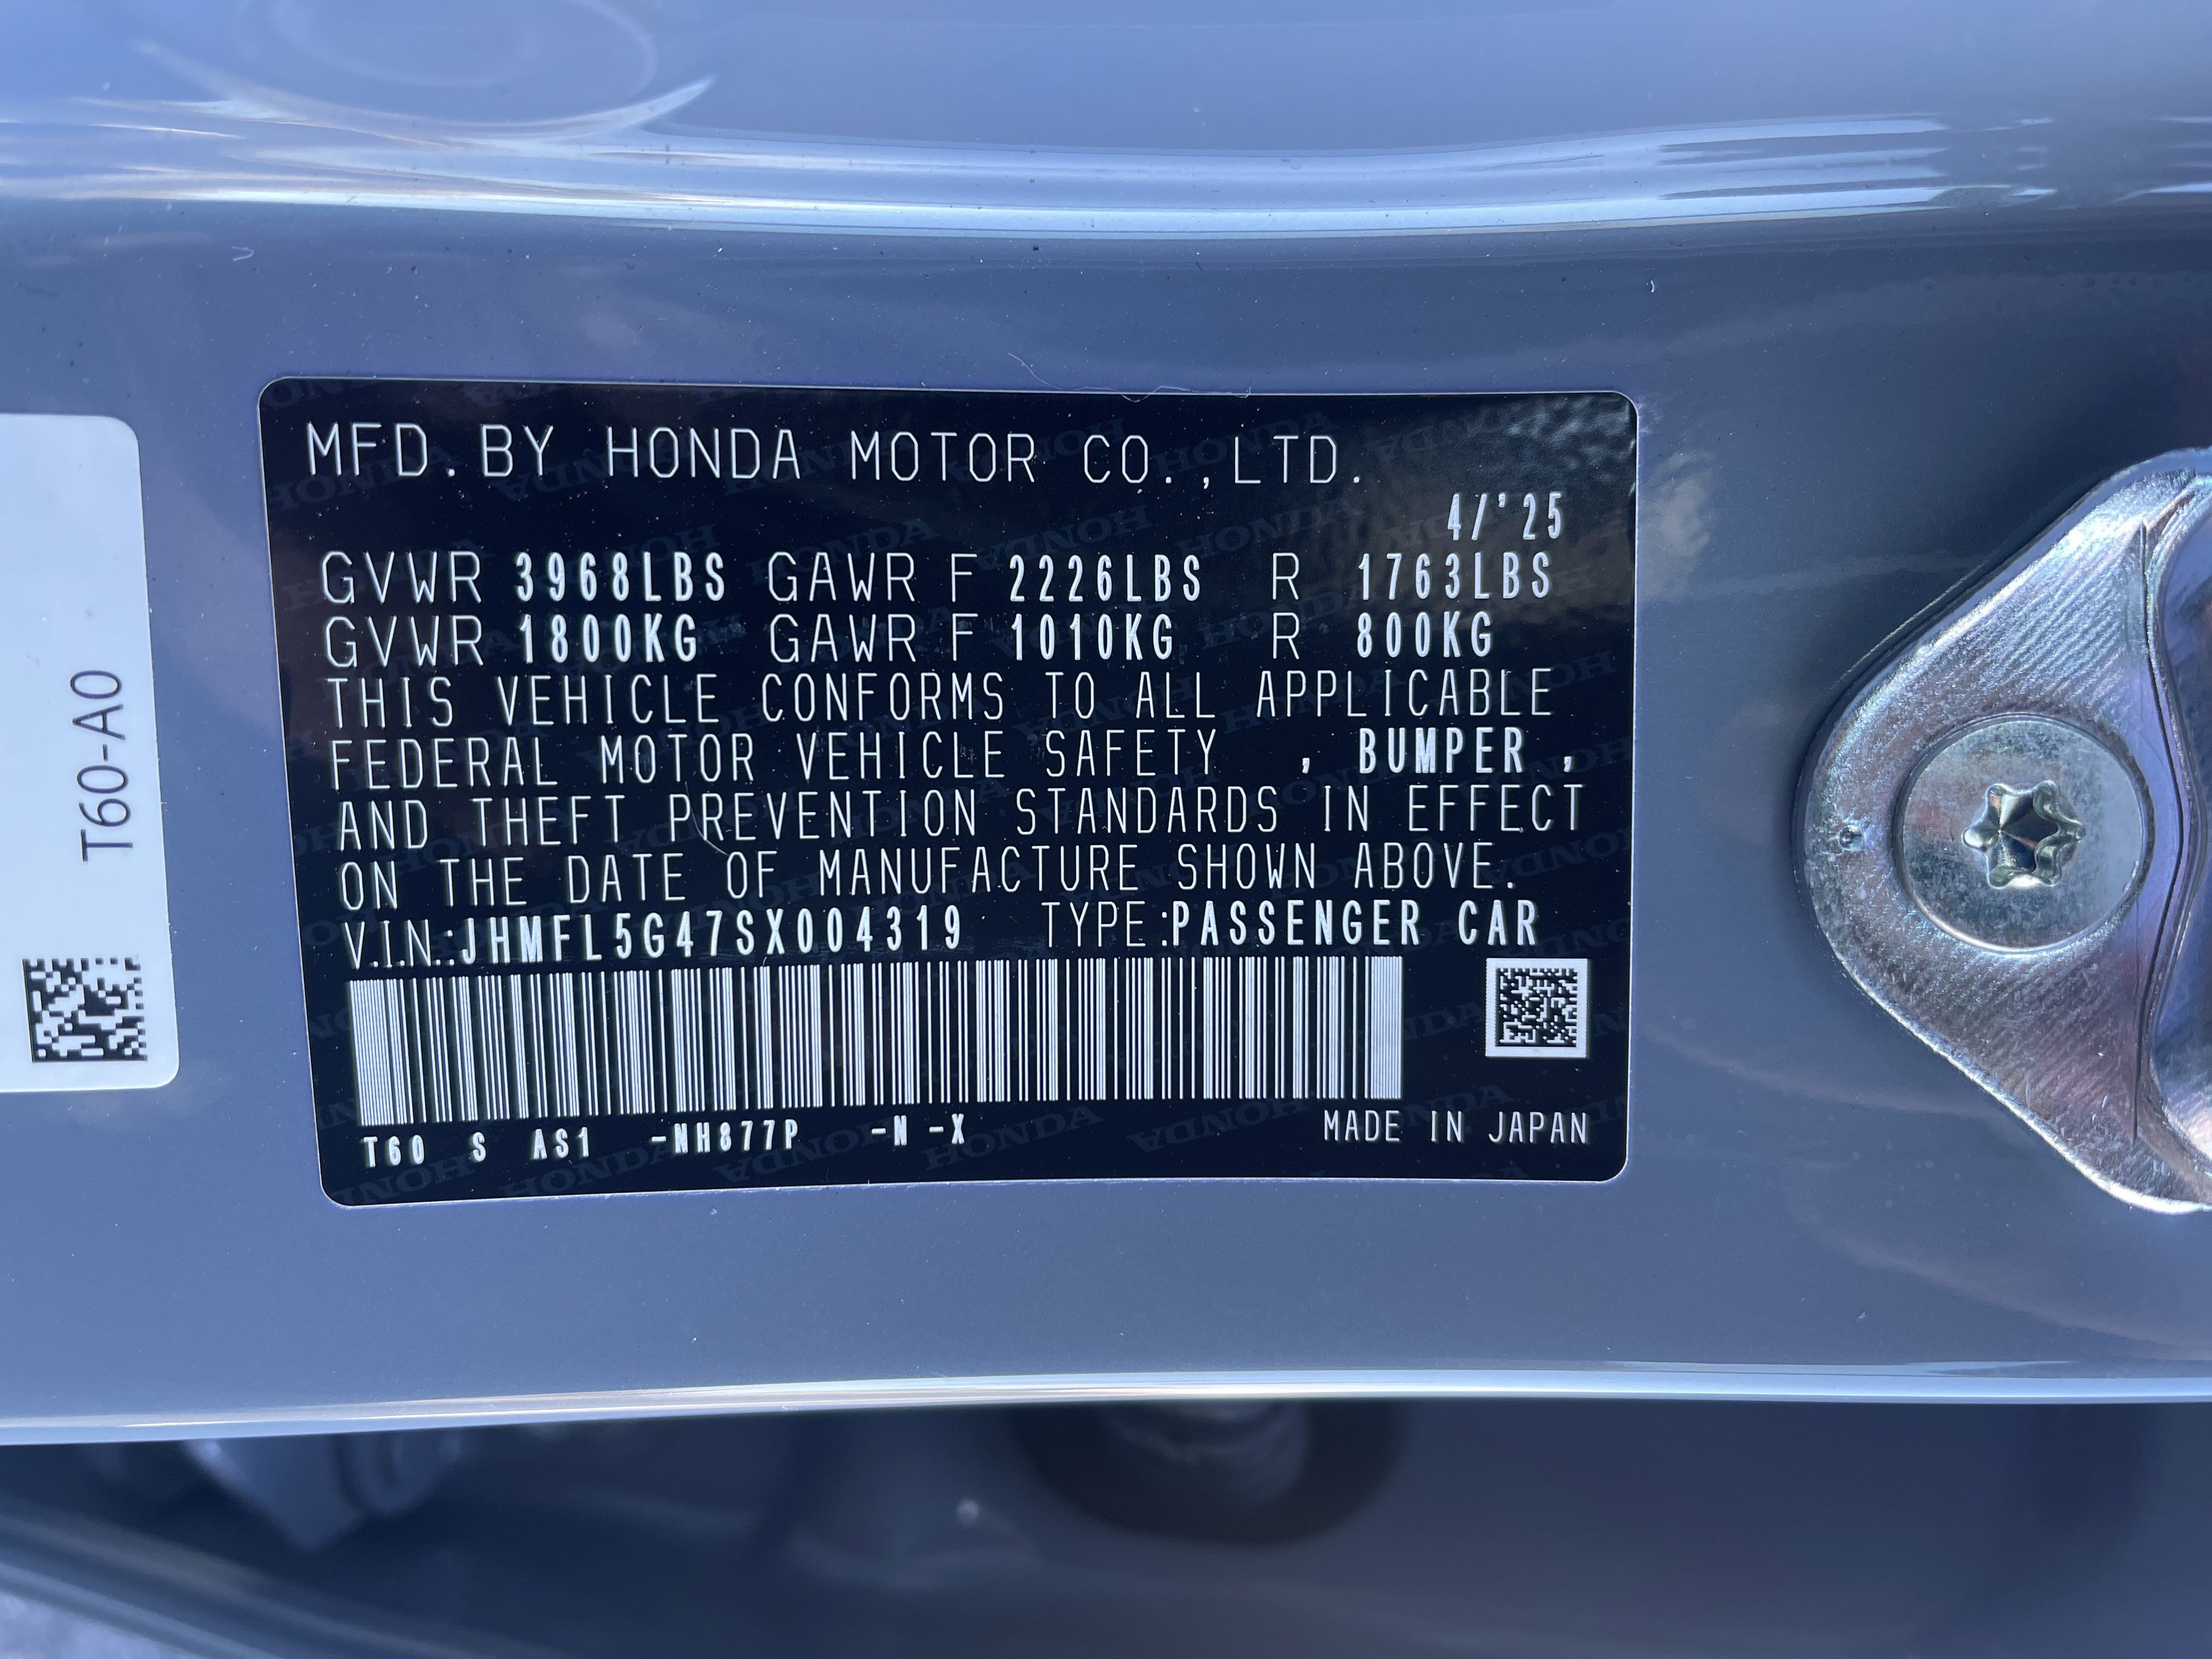 MFD. BY HONDA MOTOR CO.,LTD.
4/'25
GVWR 3968LBS GAWR F 2226LBS R 1763LBS
GVWR 1800KG GAWR F 1010KG R 800KG
THIS VEHICLE CONFORMS TO ALL APPLICABLE
FEDERAL MOTOR VEHICLE SAFETY , BUMPER ,
AND THEFT PREVENTION STANDARDS IN EFFECT
ON THE DATE OF MANUFACTURE SHOWN ABOVE.
V.I.N.:JHMFL5G47SX004319 TYPE:PASSENGER CAR
T60 S AS1 -NH877P -N -X MADE IN JAPAN
T60-A0